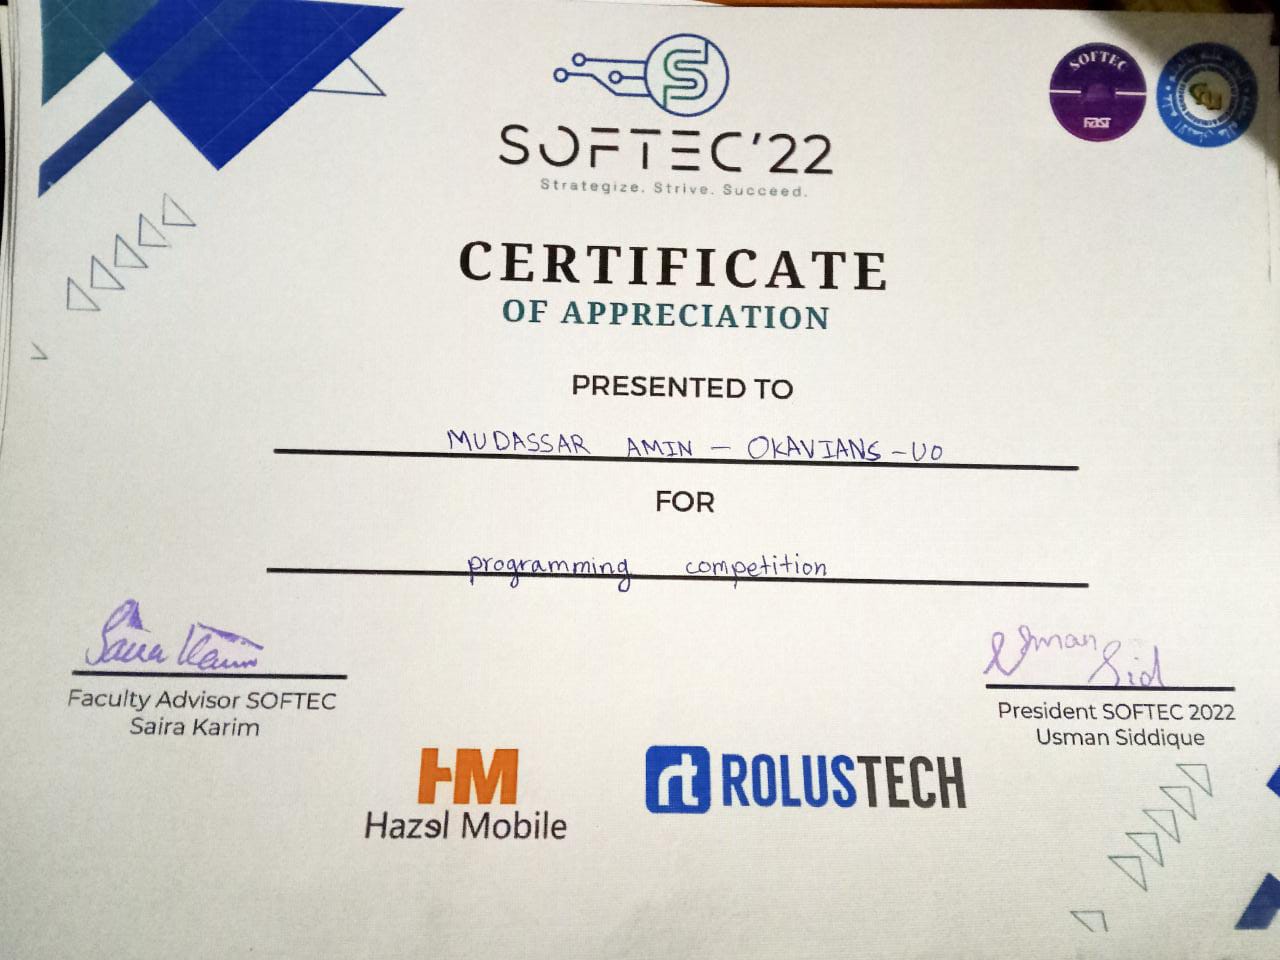 SOFTEC'22
Strategize. Strive. Succeed.
SOFTEC
FAST
CERTIFICATE
OF APPRECIATION
PRESENTED TO
MUDASSAR AMIN – OKAVIANS – UO
FOR
programming competition
Saira Karim
Usman Sid
Faculty Advisor SOFTEC
Saira Karim
President SOFTEC 2022
Usman Siddique
HM
Hazel Mobile
rt ROLUSTECH